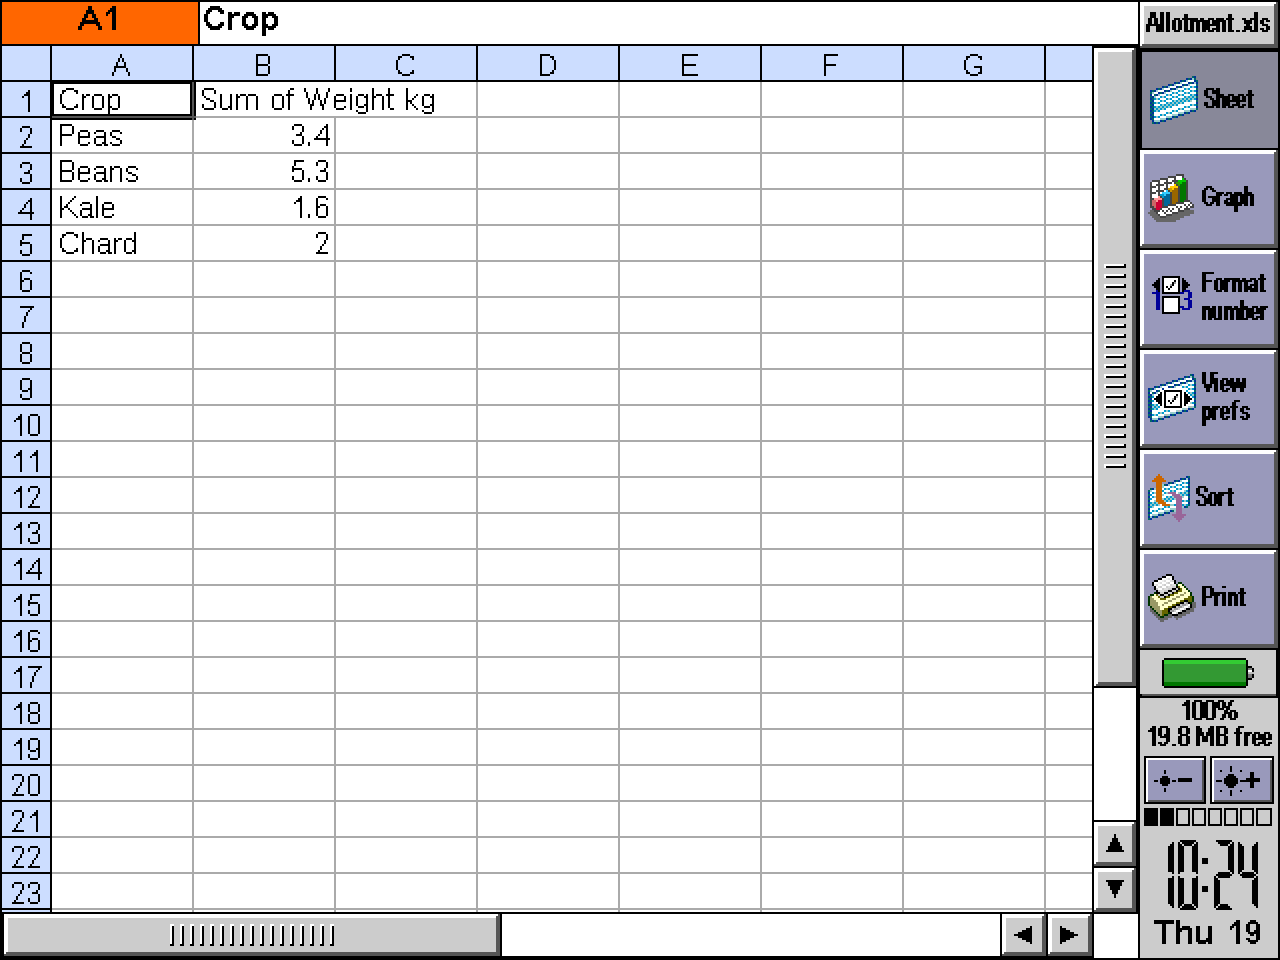 A1 Crop
Allotment.xls
A B C D E F G
1 Crop Sum of Weight kg
2 Peas 3.4
3 Beans 5.3
4 Kale 1.6
5 Chard 2
6
7
8
9
10
11
12
13
14
15
16
17
18
19
20
21
22
23
Sheet
Graph
Format
number
View
prefs
Sort
Print
100%
19.8 MB free
10:24
Thu 19